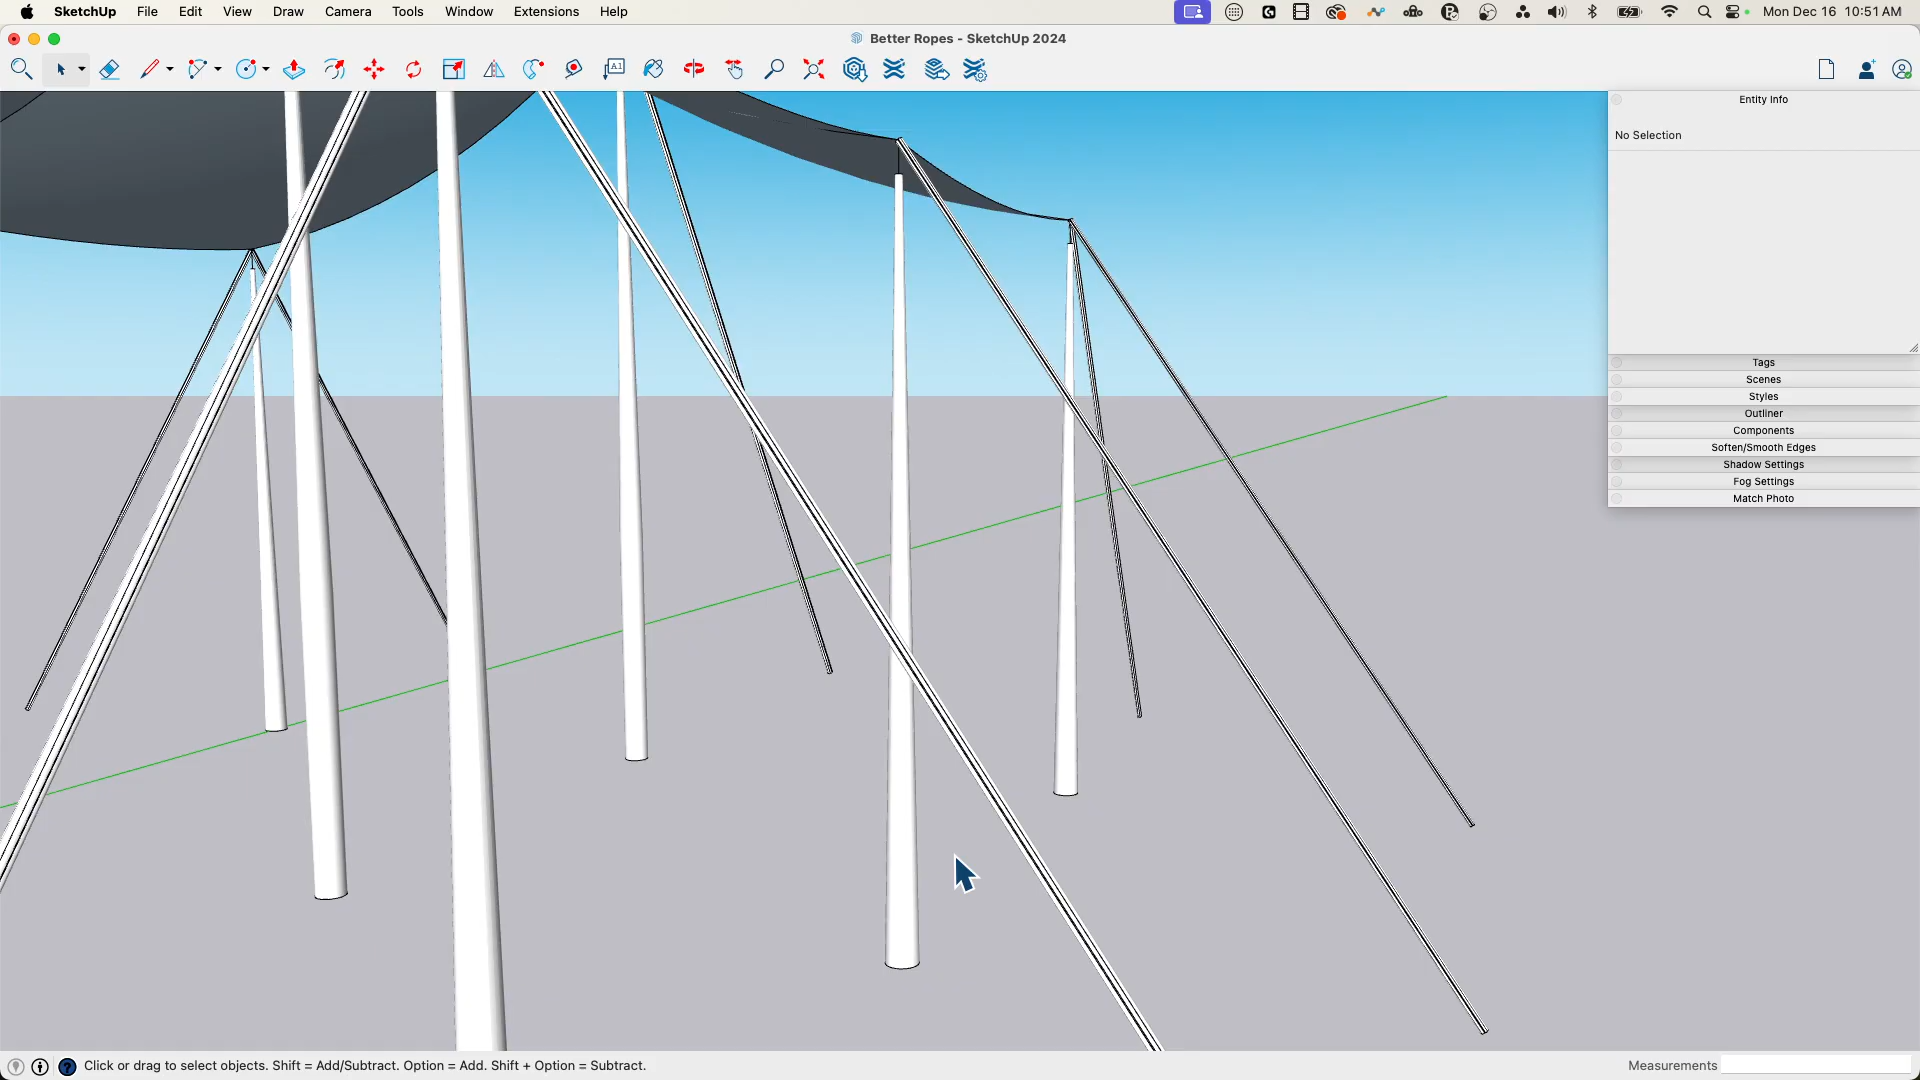 SketchUp File Edit View Draw Camera Tools Window Extensions Help Mon Dec 16 10:51 AM
Better Ropes - SketchUp 2024
A1
Entity Info
No Selection
Tags
Scenes
Styles
Outliner
Components
Soften/Smooth Edges
Shadow Settings
Fog Settings
Match Photo
Click or drag to select objects. Shift = Add/Subtract. Option = Add. Shift + Option = Subtract. Measurements